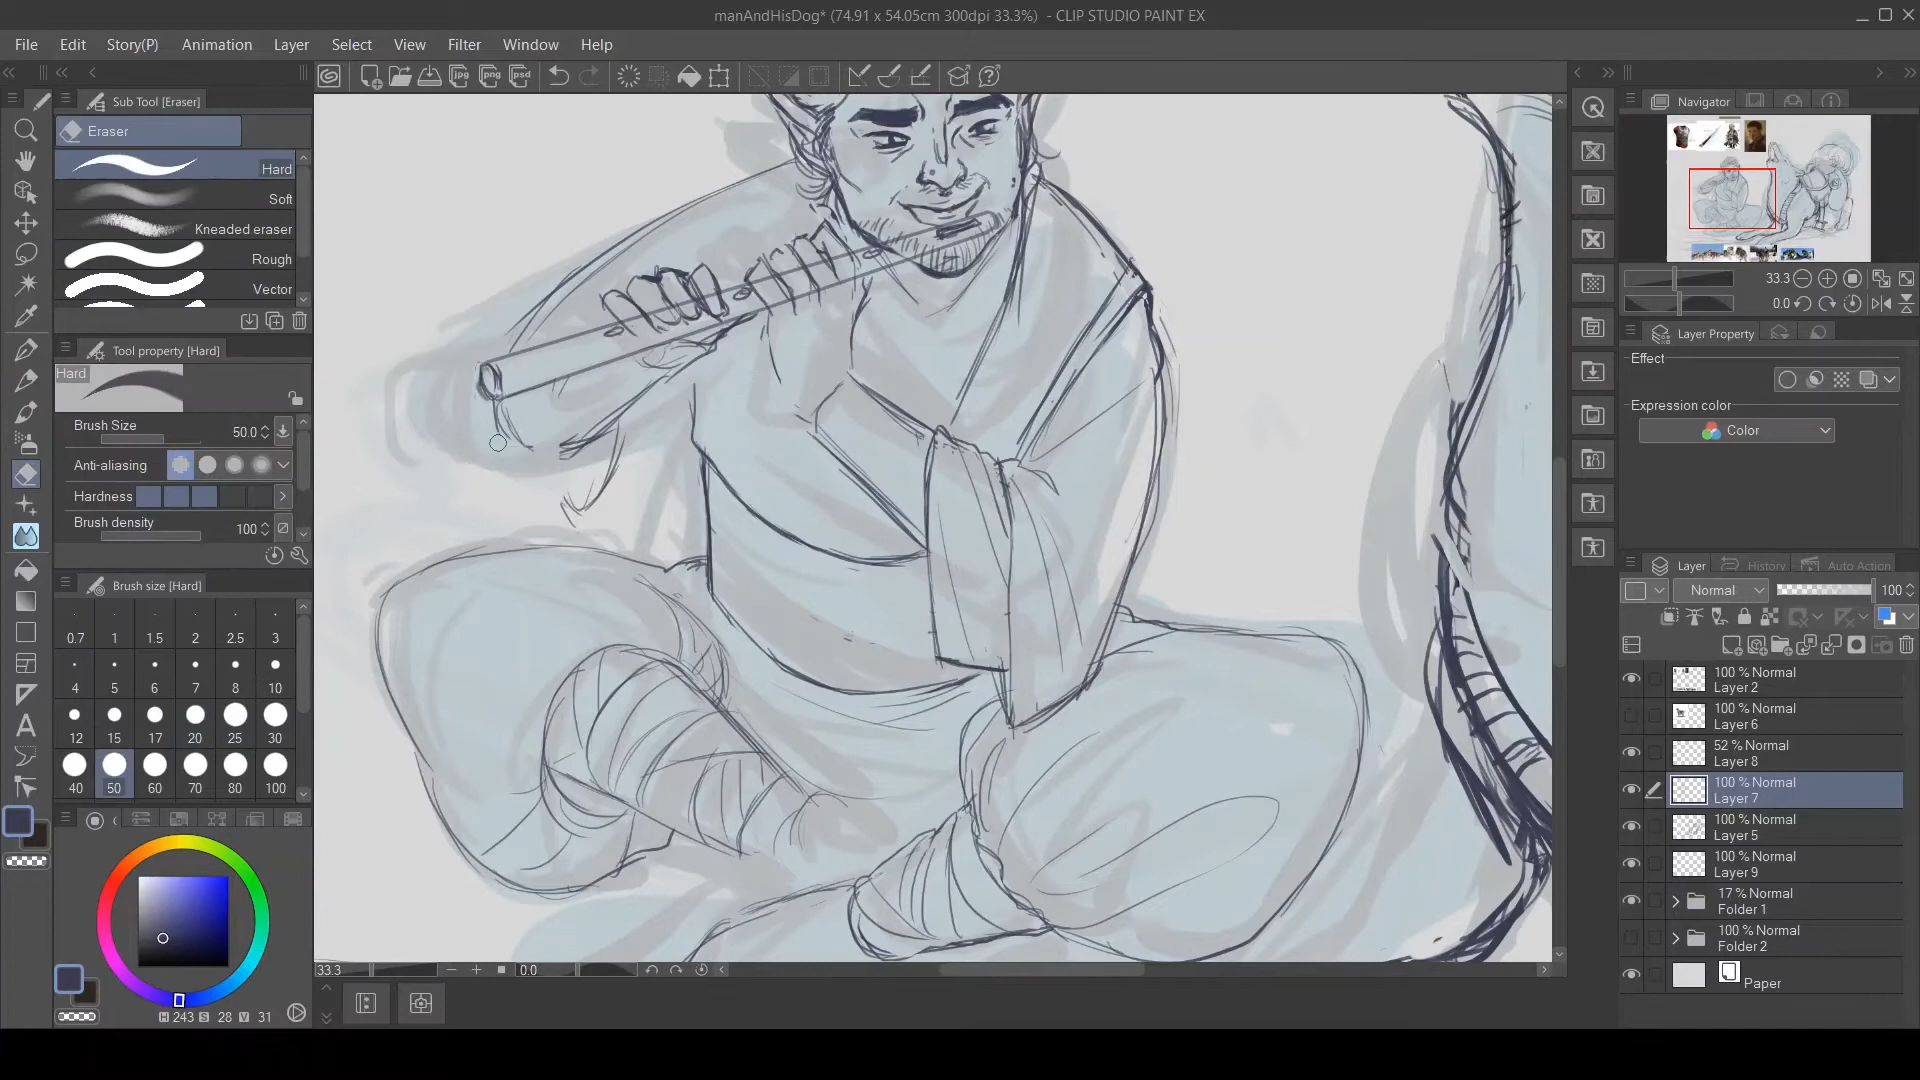 manAndHisDog* (74.91 x 54.05cm 300dpi 33.3%) - CLIP STUDIO PAINT EX
File Edit Story(P) Animation Layer Select View Filter Window Help
Sub Tool [Eraser]
Eraser
Hard
Soft
Kneaded eraser
Rough
Vector
Tool property [Hard]
Hard
Brush Size 50.0
Anti-aliasing
Hardness
Brush density 100
Brush size [Hard]
0.7 1 1.5 2 2.5 3
4 5 6 7 8 10
12 15 17 20 25 30
40 50 60 70 80 100
H 243 S 28 V 31
33.3 0.0
Navigator
33.3
0.0
Layer Property
Effect
Expression color
Color
Layer History Auto Action
Normal 100
100 % Normal
Layer 2
100 % Normal
Layer 6
52 % Normal
Layer 8
100 % Normal
Layer 7
100 % Normal
Layer 5
100 % Normal
Layer 9
17 % Normal
Folder 1
100 % Normal
Folder 2
Paper